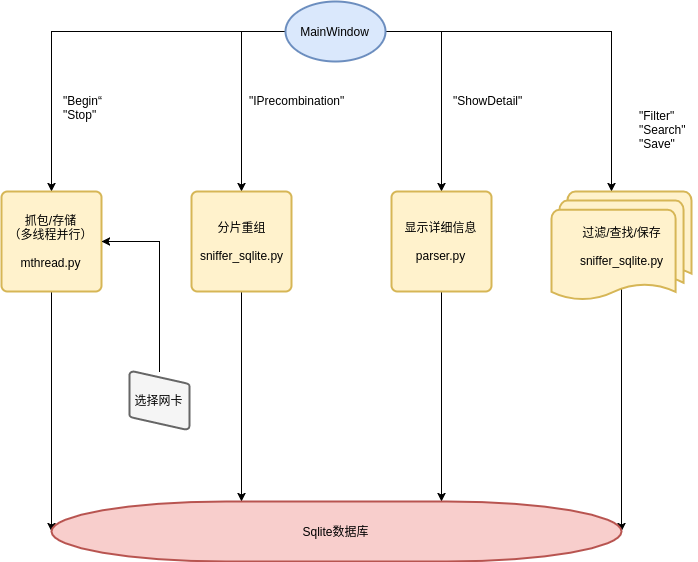 MainWindow
"Begin“
"Stop"
"IPrecombination"
"ShowDetail"
"Filter"
"Search"
"Save"
抓包/存储
（多线程并行）
mthread.py
分片重组
sniffer_sqlite.py
显示详细信息
parser.py
过滤/查找/保存
sniffer_sqlite.py
选择网卡
Sqlite数据库